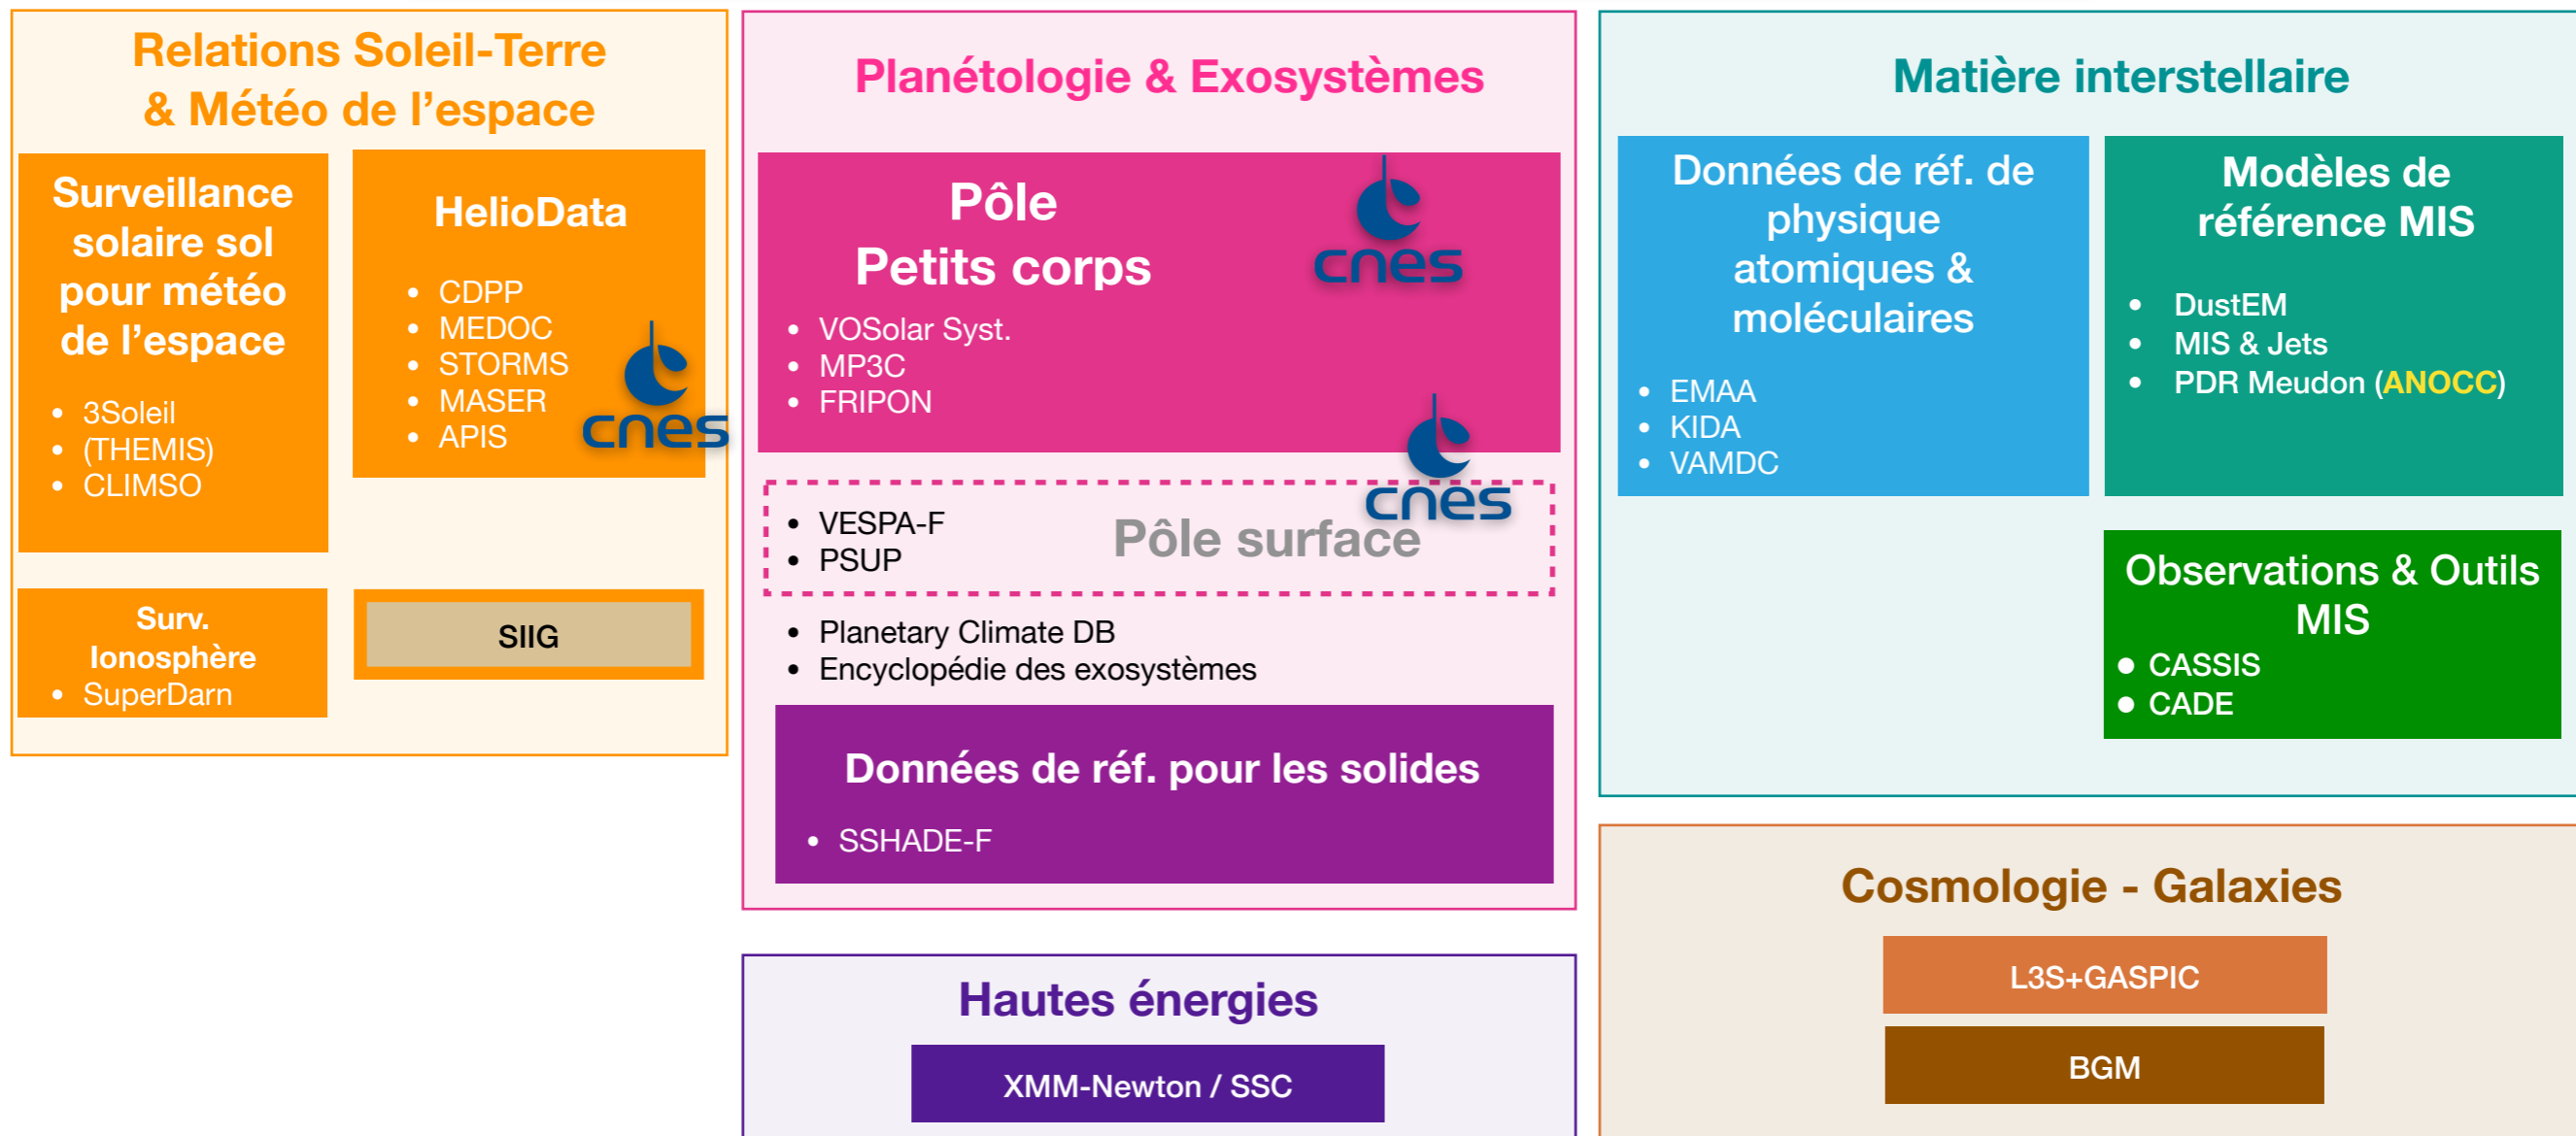 Relations Soleil-Terre
& Météo de l'espace
Surveillance
solaire sol
pour météo
de l'espace
• 3Soleil
• (THEMIS)
• CLIMSO
HelioData
• CDPP
• MEDOC
• STORMS
• MASER
• APIS
cnes
Surv.
Ionosphère
• SuperDarn
SIIG
Planétologie & Exosystèmes
Pôle
Petits corps
cnes
• VOSolar Syst.
• MP3C
• FRIPON
cnes
• VESPA-F
• PSUP
Pôle surface
• Planetary Climate DB
• Encyclopédie des exosystèmes
Données de réf. pour les solides
• SSHADE-F
Hautes énergies
XMM-Newton / SSC
Matière interstellaire
Données de réf. de
physique
atomiques &
moléculaires
• EMAA
• KIDA
• VAMDC
Modèles de
référence MIS
• DustEM
• MIS & Jets
• PDR Meudon (ANOCC)
Observations & Outils
MIS
• CASSIS
• CADE
Cosmologie - Galaxies
L3S+GASPIC
BGM